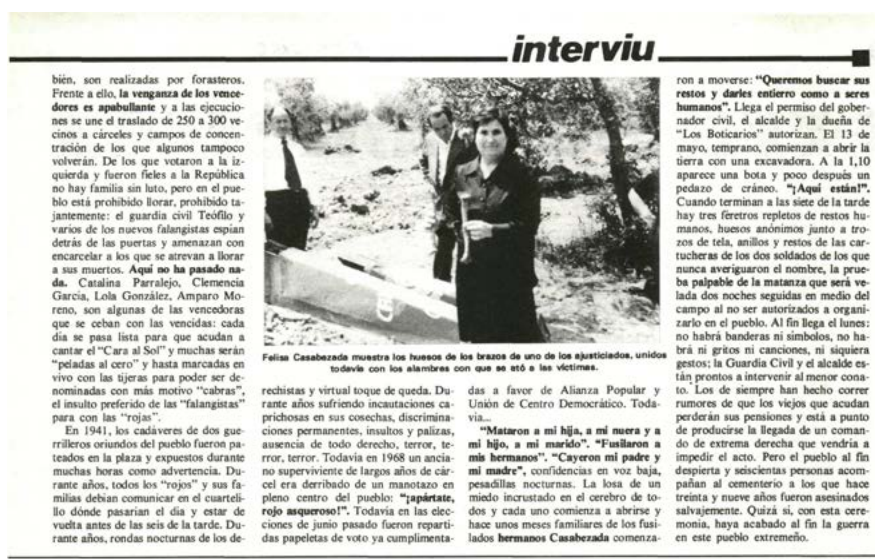 interviu
bién, son realizadas por forasteros.
Frente a ello, la venganza de los vence-
dores es apabullante y a las ejecucio-
nes se une el traslado de 250 a 300 ve-
cinos a cárceles y campos de concen-
tración de los que algunos tampoco
volverán. De los que votaron a la iz-
quierda y fueron fieles a la República
no hay familia sin luto, pero en el pue-
blo está prohibido llorar, prohibido ta-
jantemente: el guardia civil Teófilo y
varios de los nuevos falangistas espían
detrás de las puertas y amenazan con
encarcelar a los que se atrevan a llorar
a sus muertos. Aquí no ha pasado na-
da. Catalina Parralejo, Clemencia
García, Lola González, Amparo Mo-
reno, son algunas de las vencedoras
que se ceban con las vencidas: cada
día se pasa lista para que acudan a
cantar el "Cara al Sol" y muchas serán
"peladas al cero" y hasta marcadas en
vivo con las tijeras para poder ser de-
nominadas con más motivo "cabras",
el insulto preferido de las "falangistas"
para con las "rojas".
En 1941, los cadáveres de dos gue-
rrilleros oriundos del pueblo fueron pa-
teados en la plaza y expuestos durante
muchas horas como advertencia. Du-
rante años, todos los "rojos" y sus fa-
milias debían comunicar en el cuarteli-
llo dónde pasarían el día y estar de
vuelta antes de las seis de la tarde. Du-
rante años, rondas nocturnas de los de-
Felisa Casabezada muestra los huesos de los brazos de uno de los ajusticiados, unidos
todavía con los alambres con que se ató a las víctimas.
rechistas y virtual toque de queda. Du-
rante años sufriendo incautaciones ca-
prichosas en sus cosechas, discrimina-
ciones permanentes, insultos y palizas,
ausencia de todo derecho, terror, te-
rror, terror. Todavía en 1968 un ancia-
no superviviente de largos años de cár-
cel era derribado de un manotazo en
pleno centro del pueblo: "¡apártate,
rojo asqueroso!". Todavía en las elec-
ciones de junio pasado fueron reparti-
das papeletas de voto ya cumplimenta-
das a favor de Alianza Popular y
Unión de Centro Democrático. Toda-
vía...
"Mataron a mi hija, a mi nuera y a
mi hijo, a mi marido". "Fusilaron a
mis hermanos". "Cayeron mi padre y
mi madre", confidencias en voz baja,
pesadillas nocturnas. La losa de un
miedo incrustado en el cerebro de to-
dos y cada uno comienza a abrirse y
hace unos meses familiares de los fusi-
lados hermanos Casabezada comenza-
ron a moverse: "Queremos buscar sus
restos y darles entierro como a seres
humanos". Llega el permiso del gober-
nador civil, el alcalde y la dueña de
"Los Boticarios" autorizan. El 13 de
mayo, temprano, comienzan a abrir la
tierra con una excavadora. A la 1,10
aparece una bota y poco después un
pedazo de cráneo. "¡Aquí están!".
Cuando terminan a las siete de la tarde
hay tres féretros repletos de restos hu-
manos, huesos anónimos junto a tro-
zos de tela, anillos y restos de las car-
tucheras de los dos soldados de los que
nunca averiguaron el nombre, la prue-
ba palpable de la matanza que será ve-
lada dos noches seguidas en medio del
campo al no ser autorizados a organi-
zarlo en el pueblo. Al fin llega el lunes:
no habrá banderas ni símbolos, no ha-
brá ni gritos ni canciones, ni siquiera
gestos; la Guardia Civil y el alcalde es-
tán prontos a intervenir al menor cona-
to. Los de siempre han hecho correr
rumores de que los viejos que acudan
perderán sus pensiones y está a punto
de producirse la llegada de un coman-
do de extrema derecha que vendría a
impedir el acto. Pero el pueblo al fin
despierta y seiscientas personas acom-
pañan al cementerio a los que hace
treinta y nueve años fueron asesinados
salvajemente. Quizá si, con esta cere-
monia, haya acabado al fin la guerra
en este pueblo extremeño.